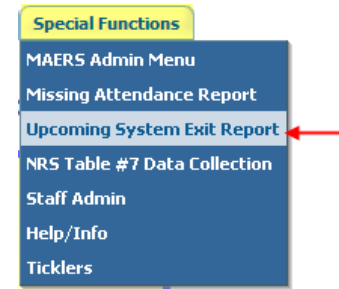 Special Functions
MAERS Admin Menu
Missing Attendance Report
Upcoming System Exit Report
NRS Table #7 Data Collection
Staff Admin
Help/Info
Ticklers